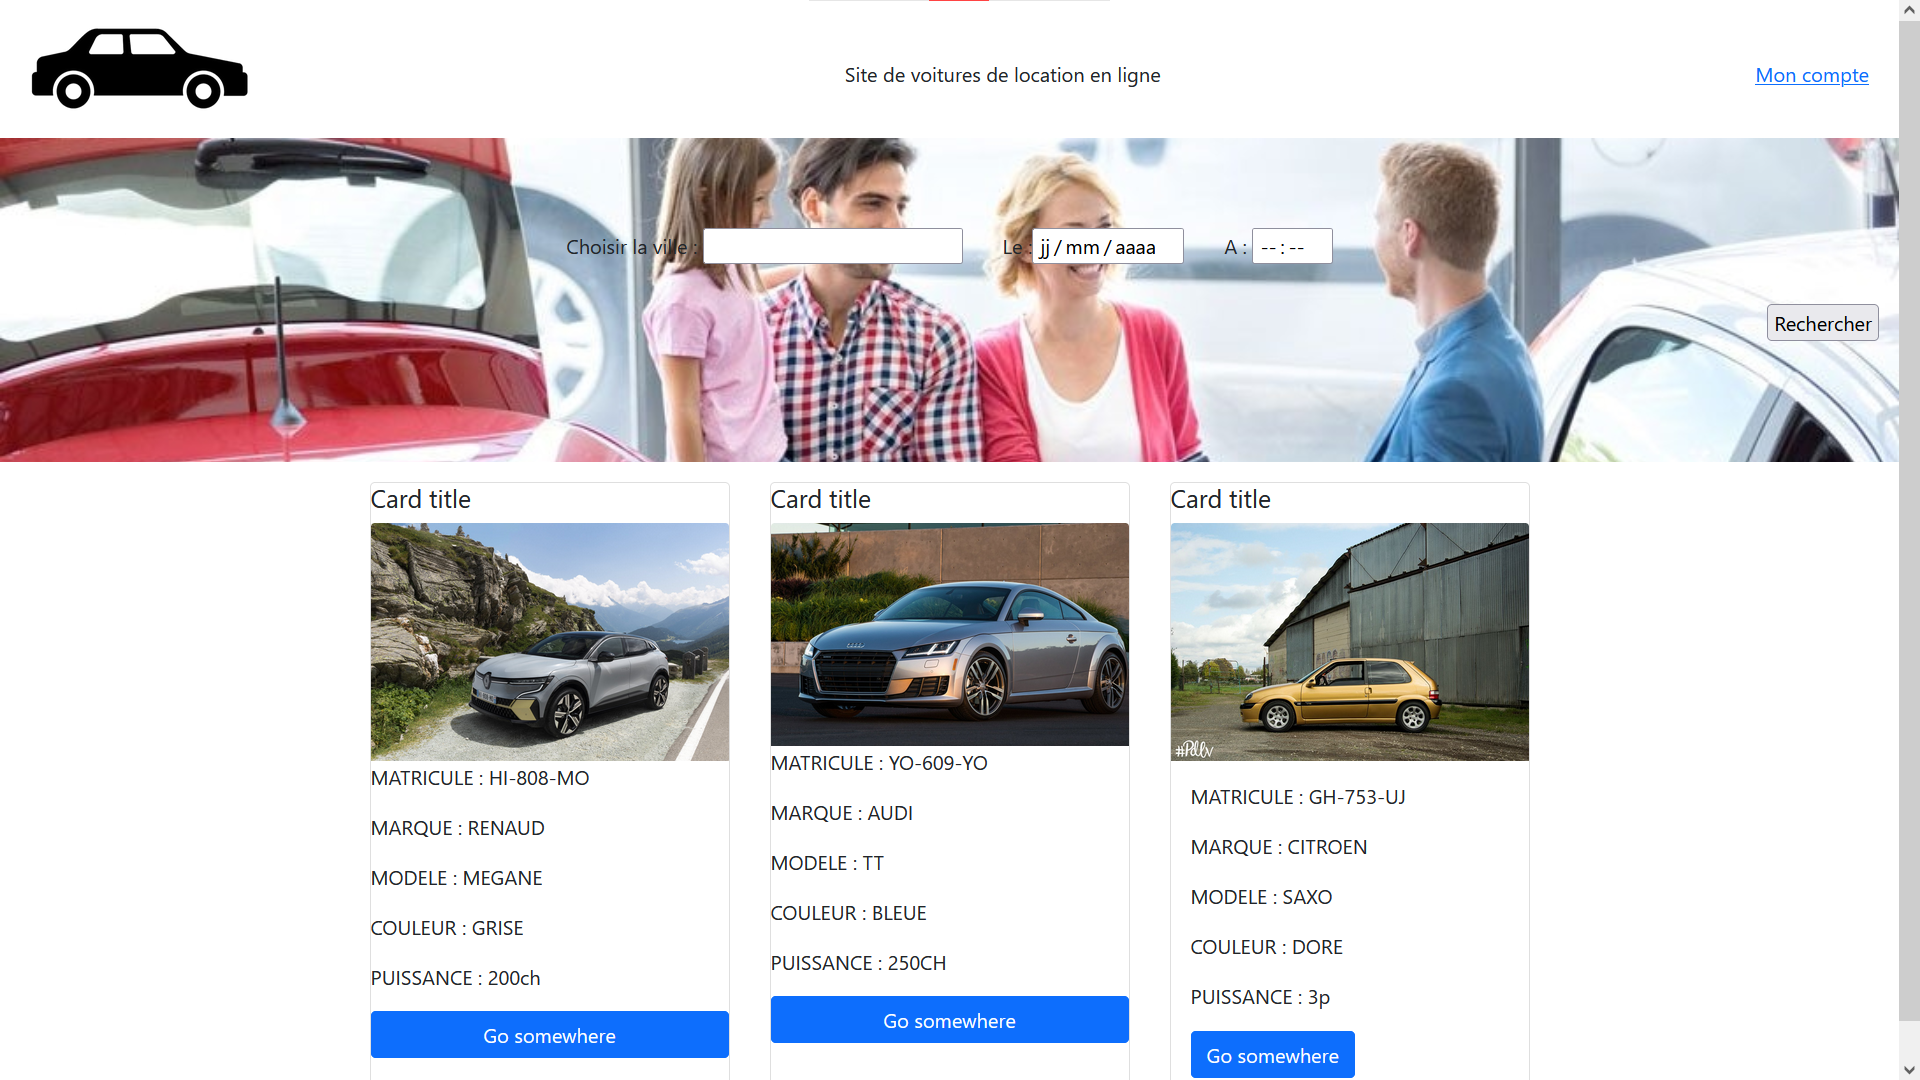 Site de voitures de location en ligne
Mon compte
Choisir la ville :
Le : jj / mm / aaaa
A : -- : --
Rechercher
Card title
MATRICULE : HI-808-MO
MARQUE : RENAUD
MODELE : MEGANE
COULEUR : GRISE
PUISSANCE : 200ch
Go somewhere
Card title
MATRICULE : YO-609-YO
MARQUE : AUDI
MODELE : TT
COULEUR : BLEUE
PUISSANCE : 250CH
Go somewhere
Card title
#Pdlv
MATRICULE : GH-753-UJ
MARQUE : CITROEN
MODELE : SAXO
COULEUR : DORE
PUISSANCE : 3p
Go somewhere